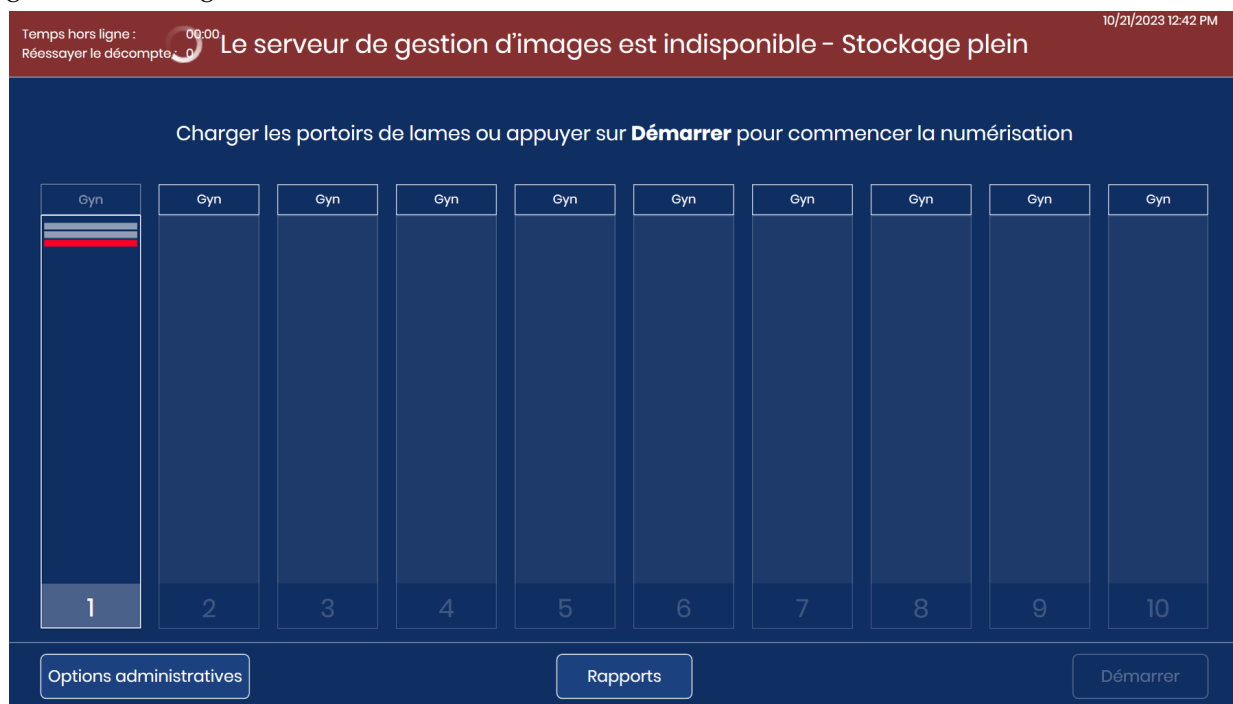 Temps hors ligne : 00:00
Réessayer le décompte : 0
Le serveur de gestion d’images est indisponible - Stockage plein
10/21/2023 12:42 PM
Charger les portoirs de lames ou appuyer sur Démarrer pour commencer la numérisation
Gyn Gyn Gyn Gyn Gyn Gyn Gyn Gyn Gyn Gyn
1 2 3 4 5 6 7 8 9 10
Options administratives Rapports Démarrer